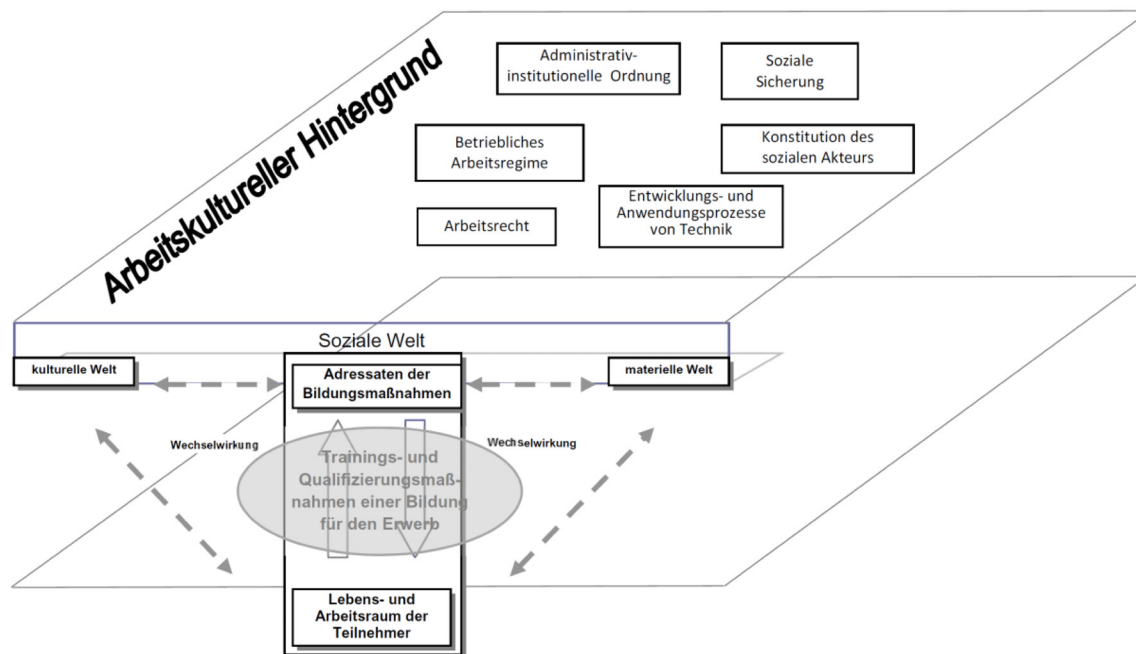 Arbeitskultureller Hintergrund
Administrativ-
institutionelle Ordnung
Soziale
Sicherung
Betriebliches
Arbeitsregime
Konstitution des
sozialen Akteurs
Arbeitsrecht
Entwicklungs- und
Anwendungsprozesse
von Technik
Soziale Welt
kulturelle Welt
Adressaten der
Bildungsmaßnahmen
materielle Welt
Wechselwirkung
Wechselwirkung
Trainings- und
Qualifizierungsmaß-
nahmen einer Bildung
für den Erwerb
Lebens- und
Arbeitsraum der
Teilnehmer